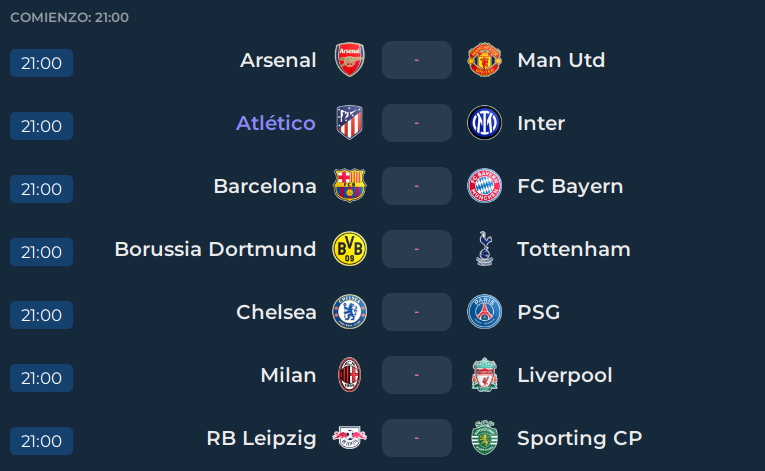 COMIENZO: 21:00
21:00 Arsenal - Man Utd
21:00 Atlético - Inter
21:00 Barcelona - FC Bayern
21:00 Borussia Dortmund - Tottenham
21:00 Chelsea - PSG
21:00 Milan - Liverpool
21:00 RB Leipzig - Sporting CP